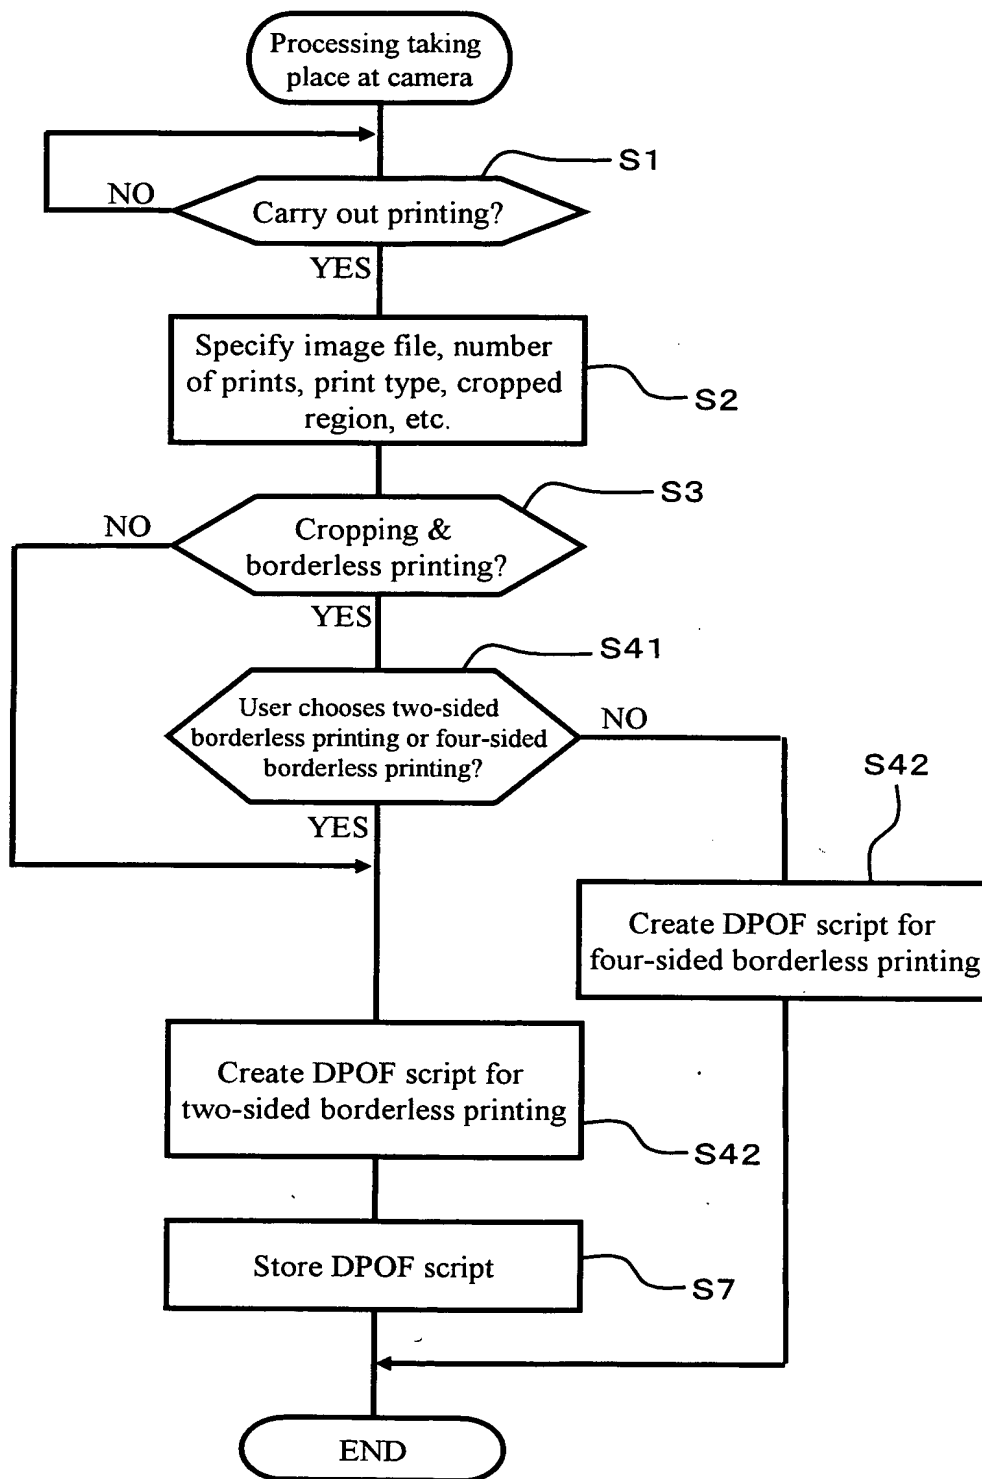 Processing taking
place at camera
S1
NO
Carry out printing?
YES
Specify image file, number
of prints, print type, cropped
region, etc.
S2
S3
NO
Cropping &
borderless printing?
YES
S41
User chooses two-sided
borderless printing or four-sided
borderless printing?
NO
S42
YES
Create DPOF script for
four-sided borderless printing
Create DPOF script for
two-sided borderless printing
S42
Store DPOF script
S7
END